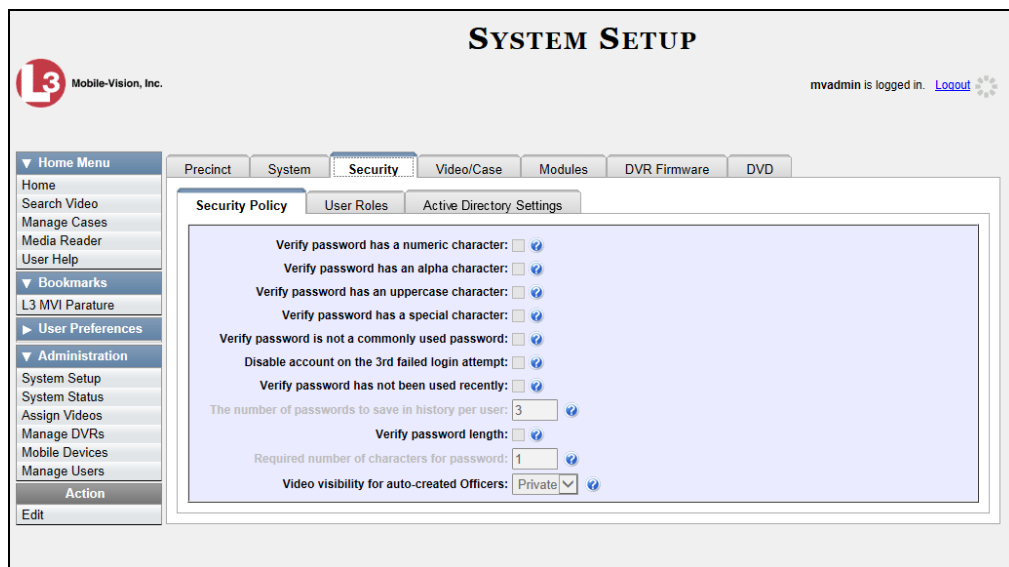 SYSTEM SETUP
L3 Mobile-Vision, Inc.
mvadmin is logged in. Logout
▼ Home Menu
Home
Search Video
Manage Cases
Media Reader
User Help
▼ Bookmarks
L3 MVI Parature
▶ User Preferences
▼ Administration
System Setup
System Status
Assign Videos
Manage DVRs
Mobile Devices
Manage Users
Action
Edit
Precinct System Security Video/Case Modules DVR Firmware DVD
Security Policy User Roles Active Directory Settings
Verify password has a numeric character: ?
Verify password has an alpha character: ?
Verify password has an uppercase character: ?
Verify password has a special character: ?
Verify password is not a commonly used password: ?
Disable account on the 3rd failed login attempt: ?
Verify password has not been used recently: ?
The number of passwords to save in history per user: 3 ?
Verify password length: ?
Required number of characters for password: 1 ?
Video visibility for auto-created Officers: Private ?